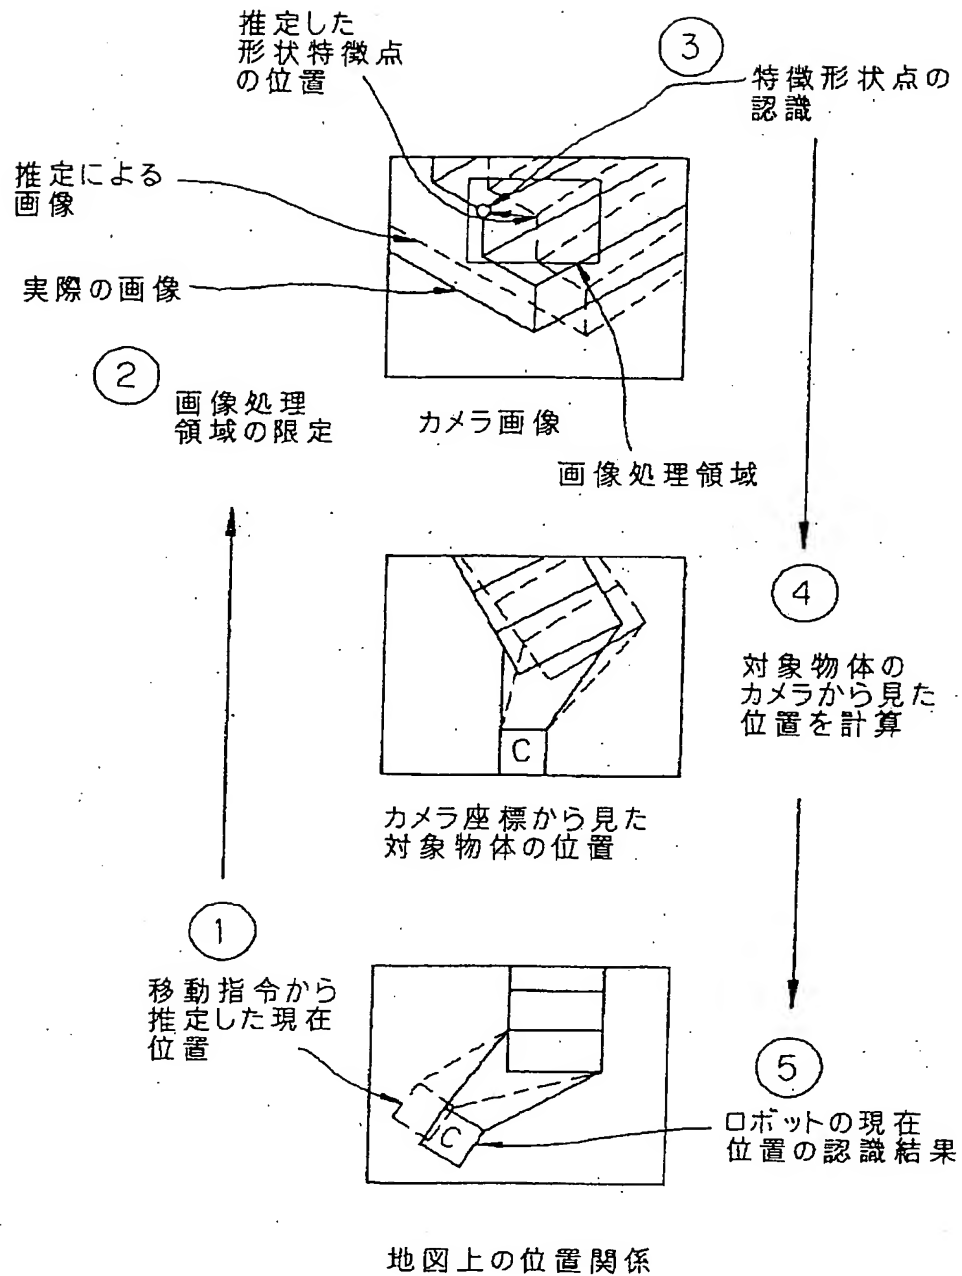 推定した
形状特徴点
の位置
③
特徴形状点の
認識
推定による
画像
実際の画像
②
画像処理
領域の限定
カメラ画像
画像処理領域
④
対象物体の
カメラから見た
位置を計算
C
カメラ座標から見た
対象物体の位置
①
移動指令から
推定した現在
位置
C
⑤
ロボットの現在
位置の認識結果
地図上の位置関係